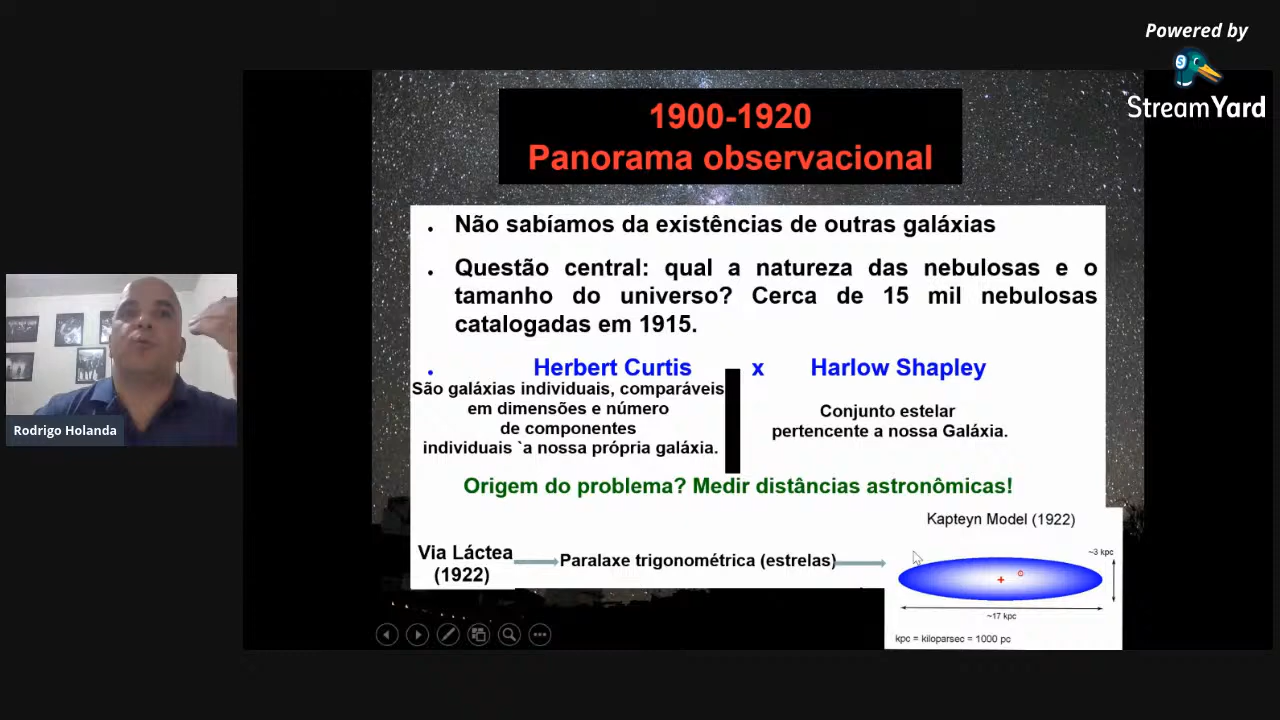 Powered by
StreamYard
1900-1920
Panorama observacional
. Não sabíamos da existências de outras galáxias
. Questão central: qual a natureza das nebulosas e o
tamanho do universo? Cerca de 15 mil nebulosas
catalogadas em 1915.
. Herbert Curtis x Harlow Shapley
São galáxias individuais, comparáveis
em dimensões e número
de componentes
individuais `a nossa própria galáxia.
Conjunto estelar
pertencente a nossa Galáxia.
Origem do problema? Medir distâncias astronômicas!
Via Láctea
(1922)
Paralaxe trigonométrica (estrelas)
Kapteyn Model (1922)
~3 kpc
~17 kpc
kpc = kiloparsec = 1000 pc
Rodrigo Holanda